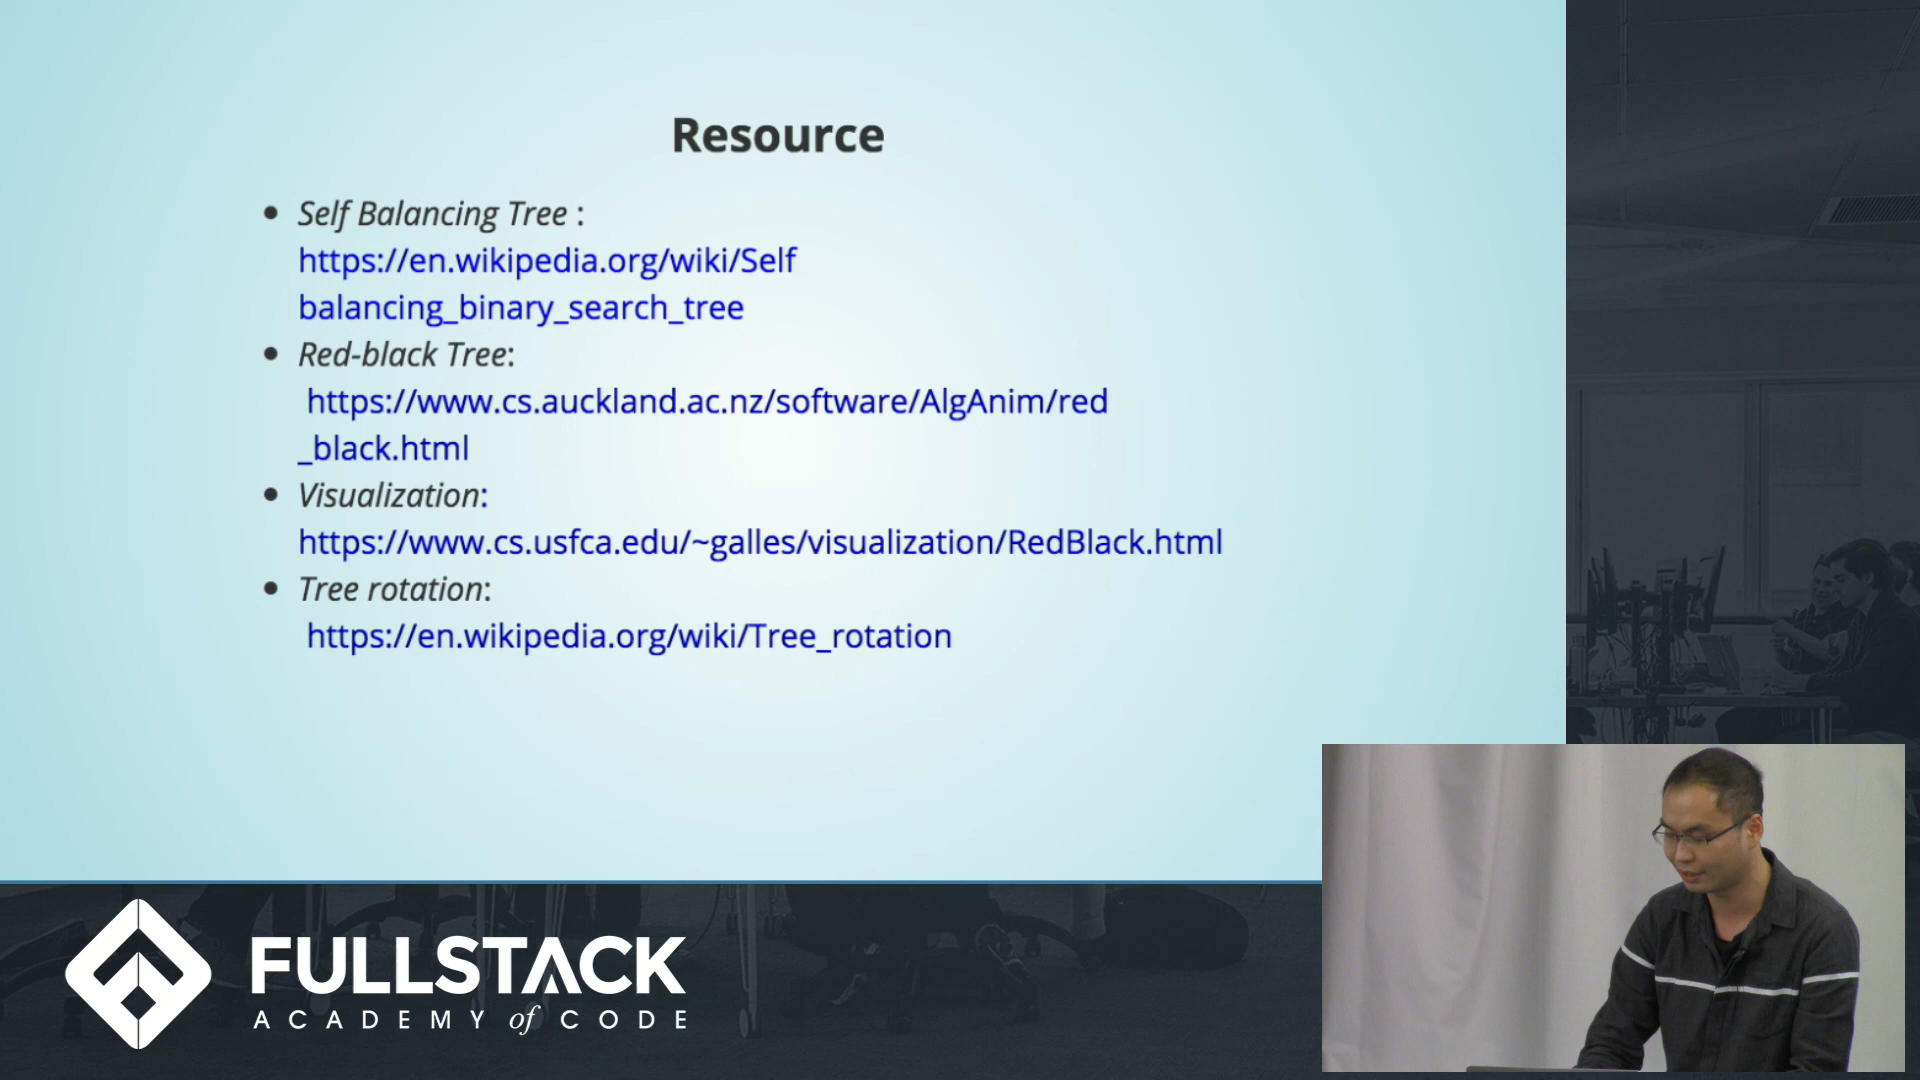 Resource
Self Balancing Tree :
https://en.wikipedia.org/wiki/Self
balancing_binary_search_tree
Red-black Tree:
https://www.cs.auckland.ac.nz/software/AlgAnim/red
_black.html
Visualization:
https://www.cs.usfca.edu/~galles/visualization/RedBlack.html
Tree rotation:
https://en.wikipedia.org/wiki/Tree_rotation
FULLSTACK
ACADEMY of CODE